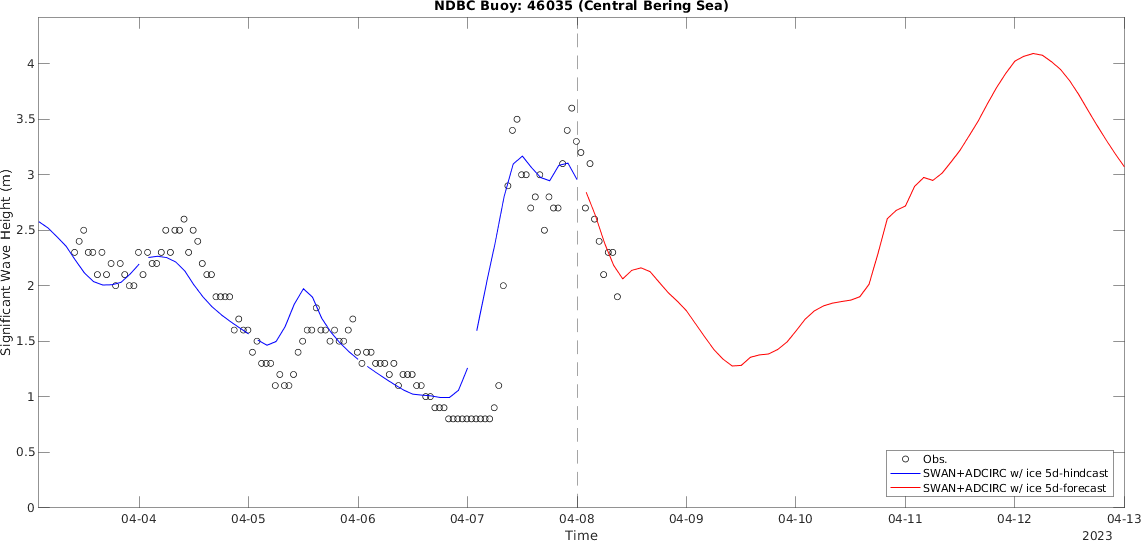 NDBC Buoy: 46035 (Central Bering Sea)
Significant Wave Height (m)
4
3.5
3
2.5
2
1.5
1
0.5
0
Obs.
SWAN+ADCIRC w/ ice 5d-hindcast
SWAN+ADCIRC w/ ice 5d-forecast
04-04 04-05 04-06 04-07 04-08 04-09 04-10 04-11 04-12 04-13
Time
2023